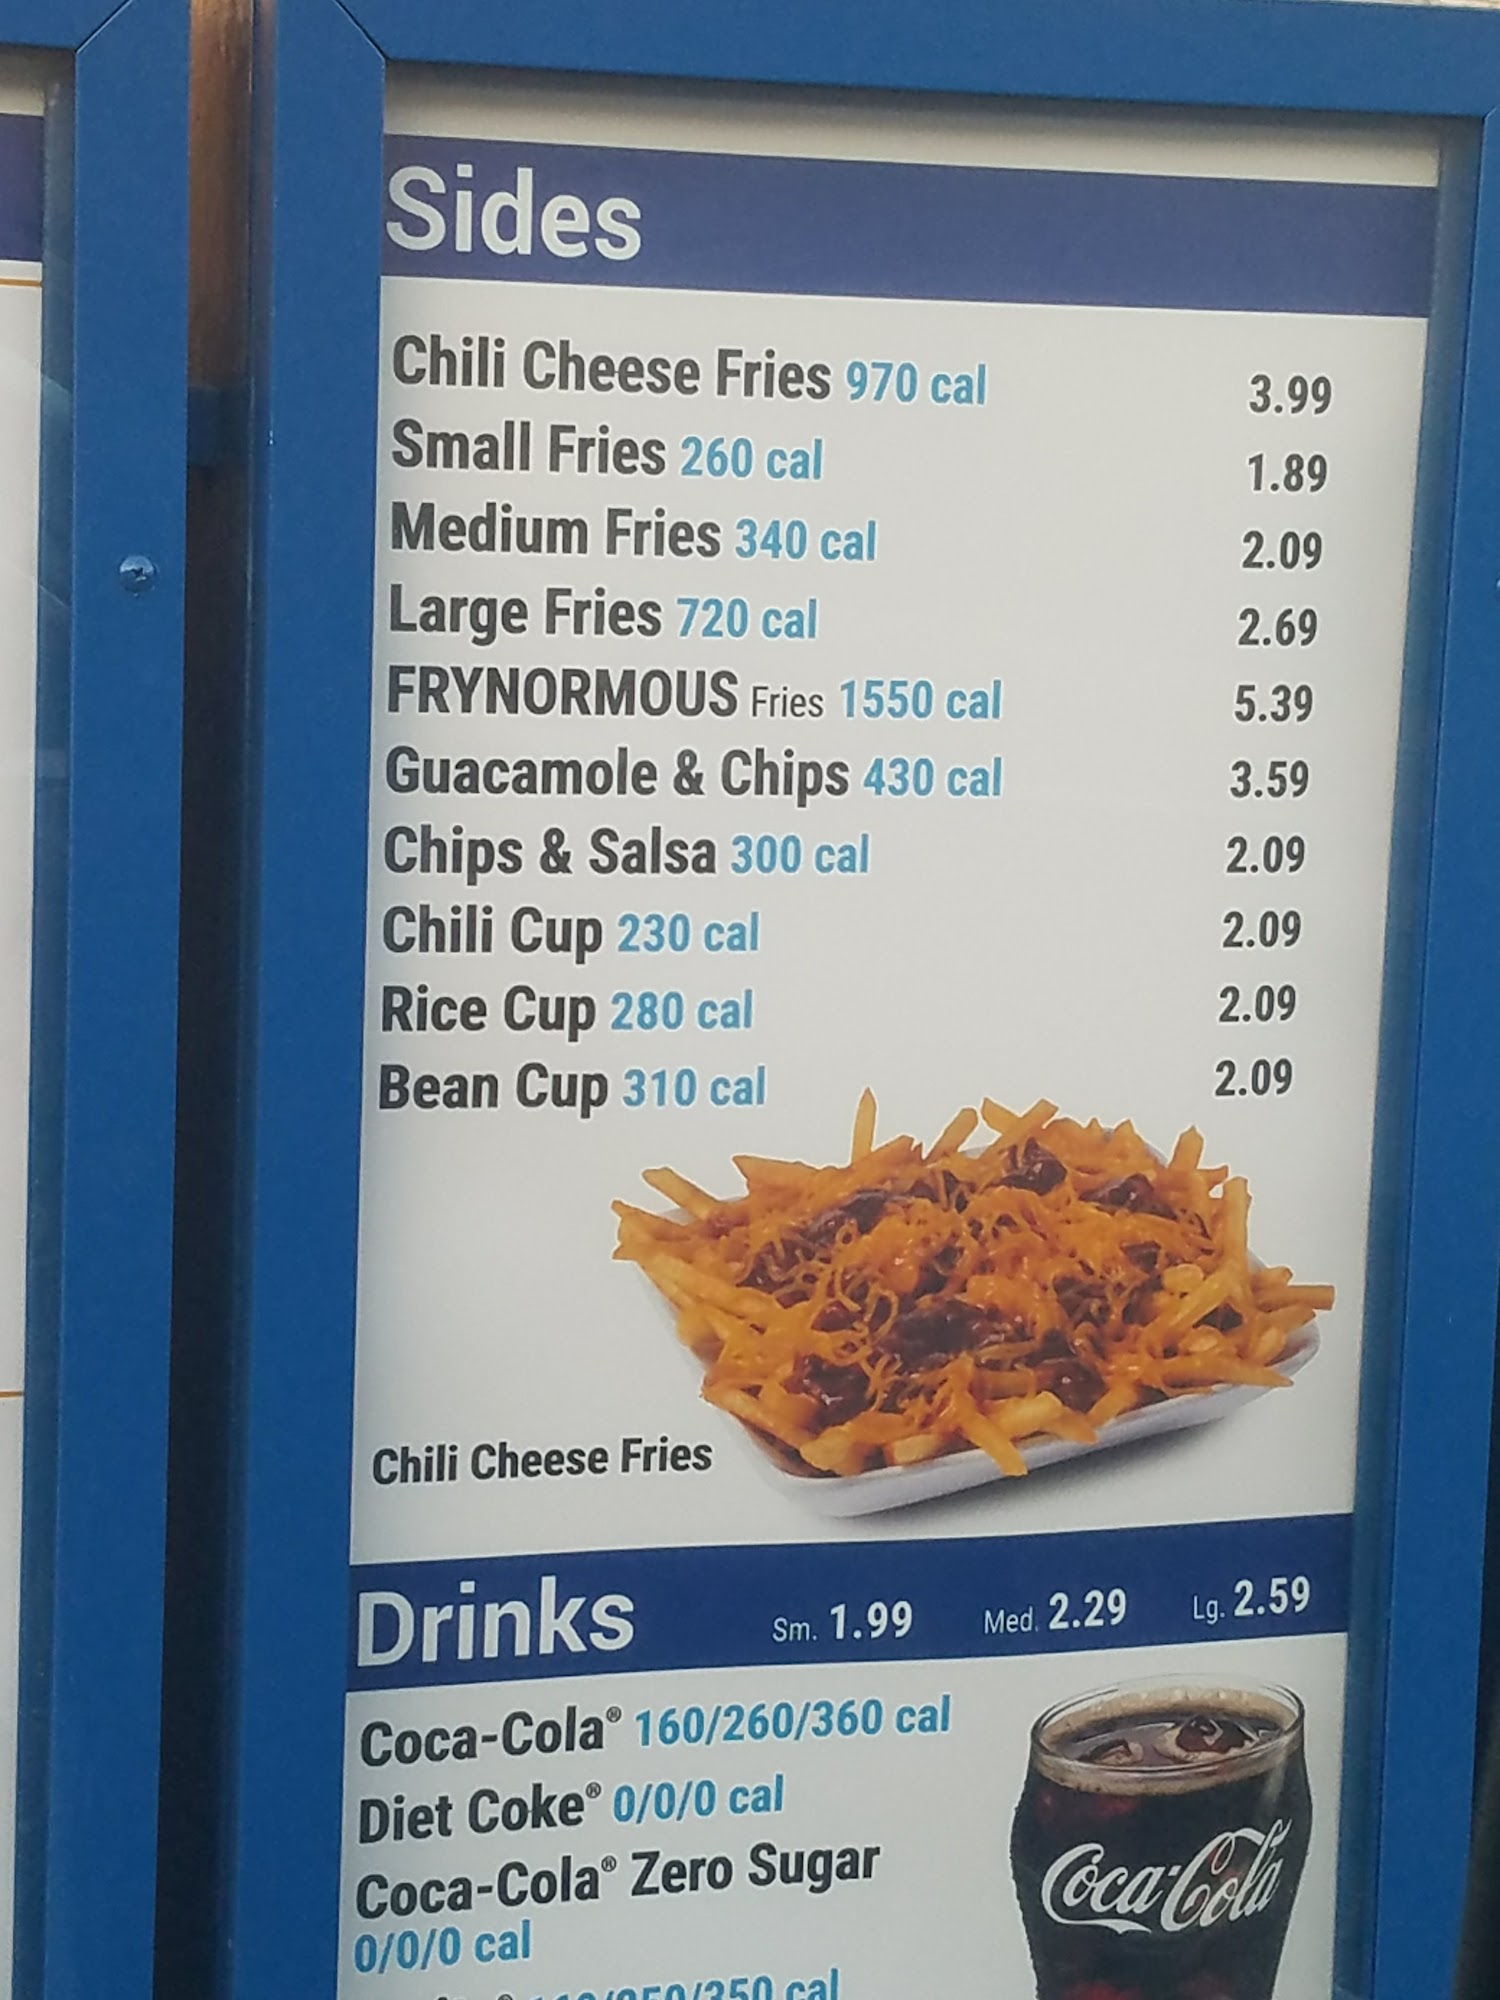 Sides
Chili Cheese Fries 970 cal 3.99
Small Fries 260 cal 1.89
Medium Fries 340 cal 2.09
Large Fries 720 cal 2.69
FRYNORMOUS Fries 1550 cal 5.39
Guacamole & Chips 430 cal 3.59
Chips & Salsa 300 cal 2.09
Chili Cup 230 cal 2.09
Rice Cup 280 cal 2.09
Bean Cup 310 cal 2.09
Chili Cheese Fries
Drinks Sm. 1.99 Med. 2.29 Lg. 2.59
Coca-Cola® 160/260/360 cal
Diet Coke® 0/0/0 cal
Coca-Cola® Zero Sugar
0/0/0 cal
Coca-Cola
cal